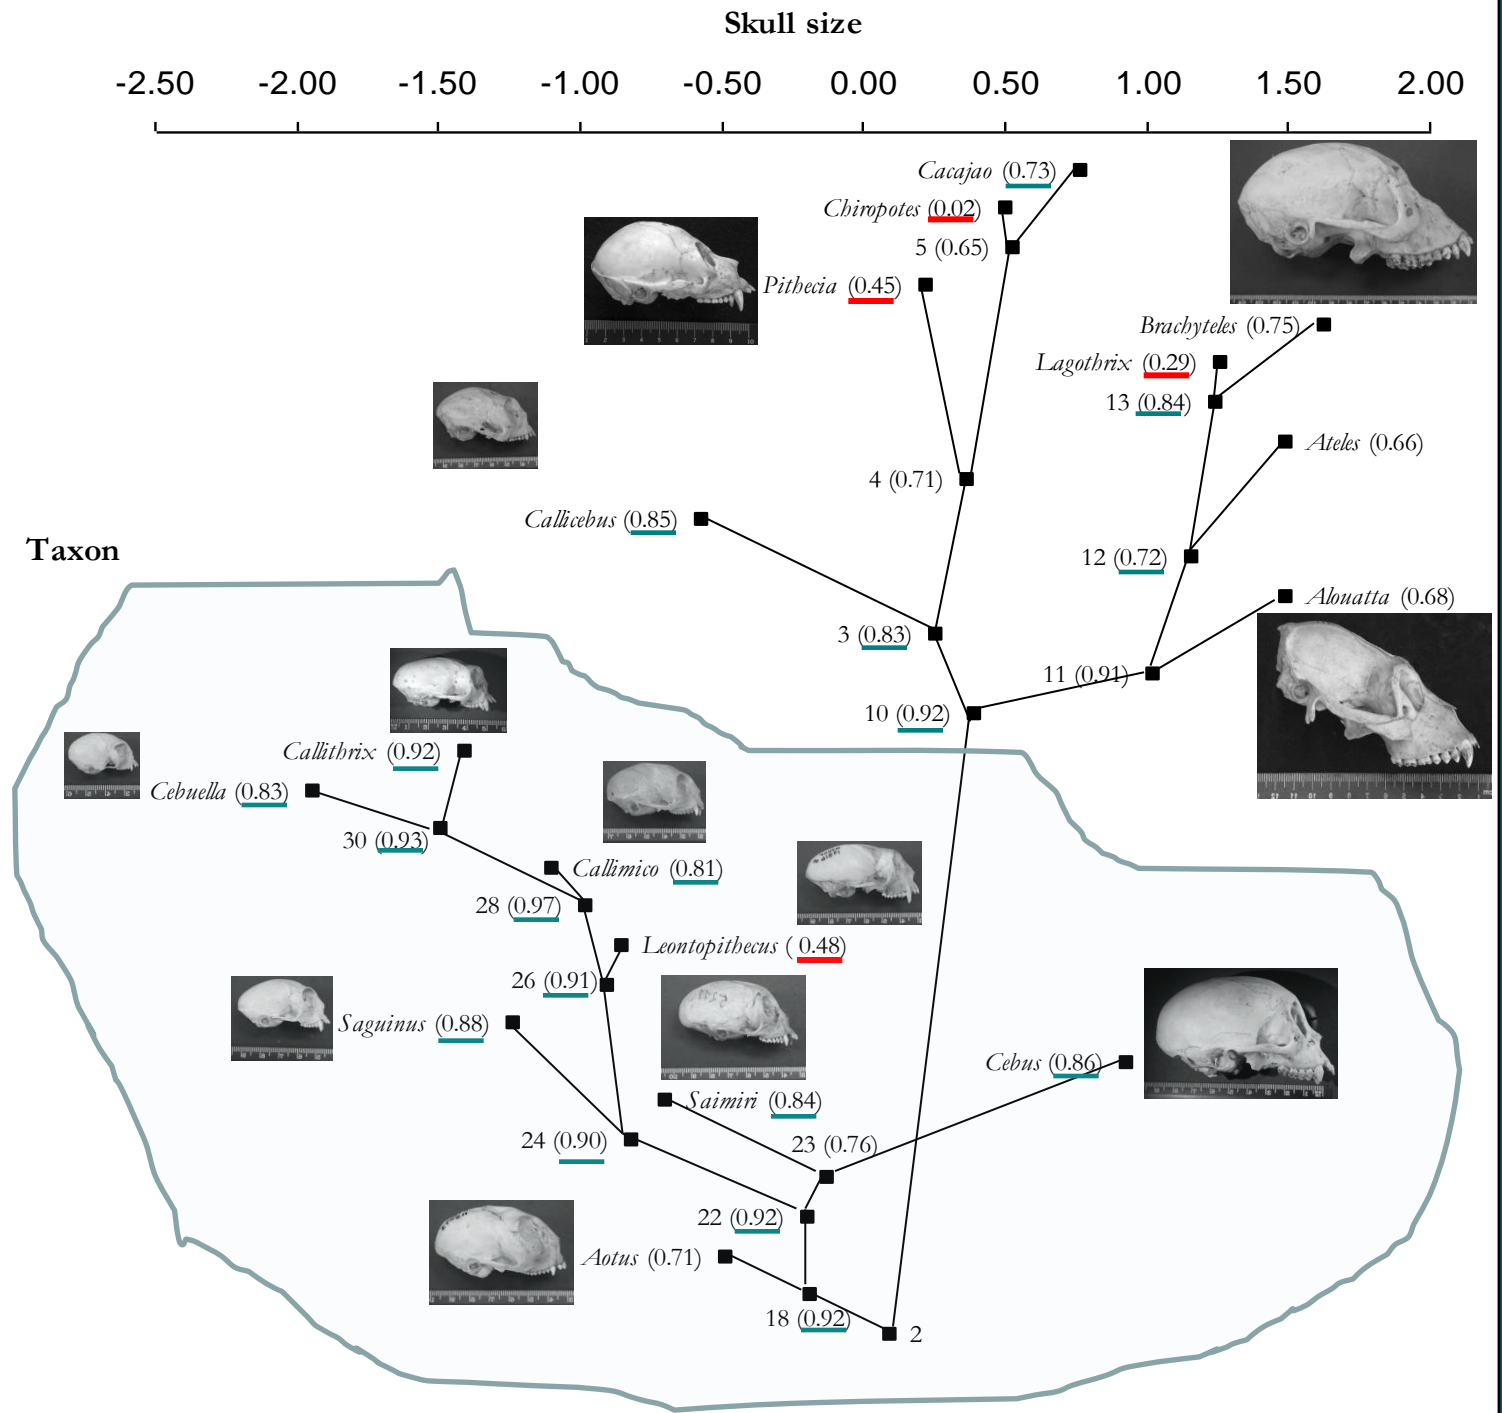 Skull size
-2.50 -2.00 -1.50 -1.00 -0.50 0.00 0.50 1.00 1.50 2.00
Cacajao (0.73)
Chiropotes (0.02)
5 (0.65)
Pithecia (0.45)
Brachyteles (0.75)
Lagothrix (0.29)
13 (0.84)
Ateles (0.66)
4 (0.71)
Callicebus (0.85)
Taxon
12 (0.72)
Alouatta (0.68)
3 (0.83)
11 (0.91)
10 (0.92)
Callithrix (0.92)
Cebuella (0.83)
30 (0.93)
Callimico (0.81)
28 (0.97)
Leontopithecus ( 0.48)
26 (0.91)
Saguinus (0.88)
Cebus (0.86)
Saimiri (0.84)
24 (0.90)
23 (0.76)
22 (0.92)
Aotus (0.71)
18 (0.92)
2